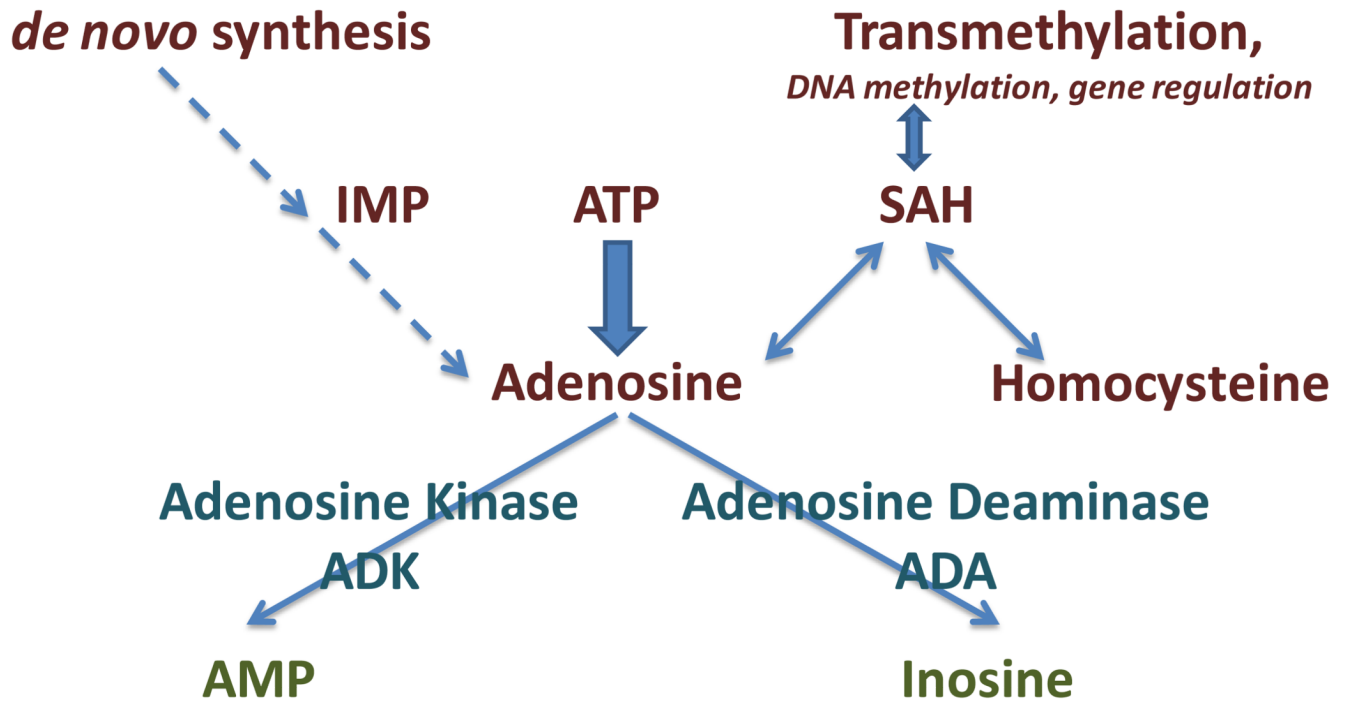 de novo synthesis
Transmethylation,
DNA methylation, gene regulation
IMP
ATP
SAH
Adenosine
Homocysteine
Adenosine Kinase
ADK
Adenosine Deaminase
ADA
AMP
Inosine